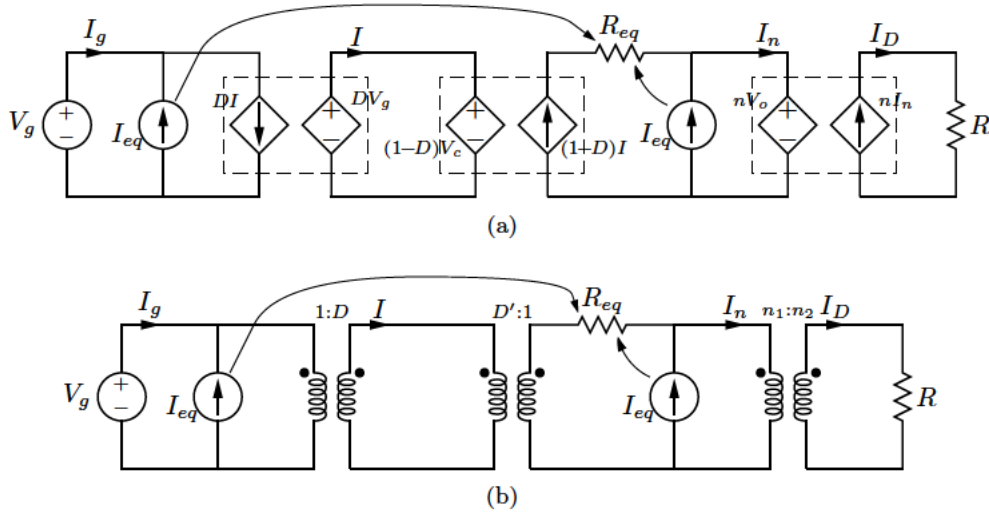 I_g I R_eq I_n I_D
V_g + − I_eq DI DV_g + − (1−D)V_c + − (1+D)I I_eq nV_o + − nI_n R
(a)
I_g 1:D I D′:1 R_eq I_n n_1:n_2 I_D
V_g + − I_eq I_eq R
(b)